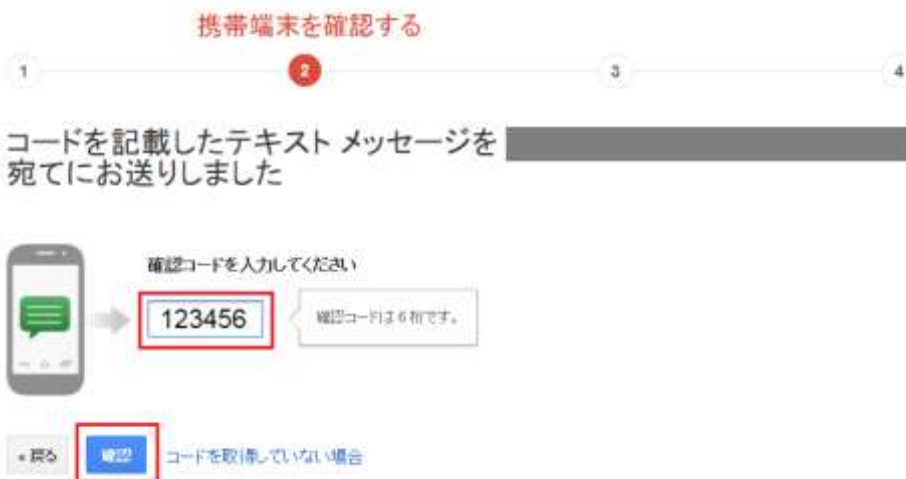 携帯端末を確認する
1 2 3 4
コードを記載したテキスト メッセージを
宛てにお送りしました
確認コードを入力してください
123456
確認コードは 6 桁です。
« 戻る 確認 コードを取得していない場合